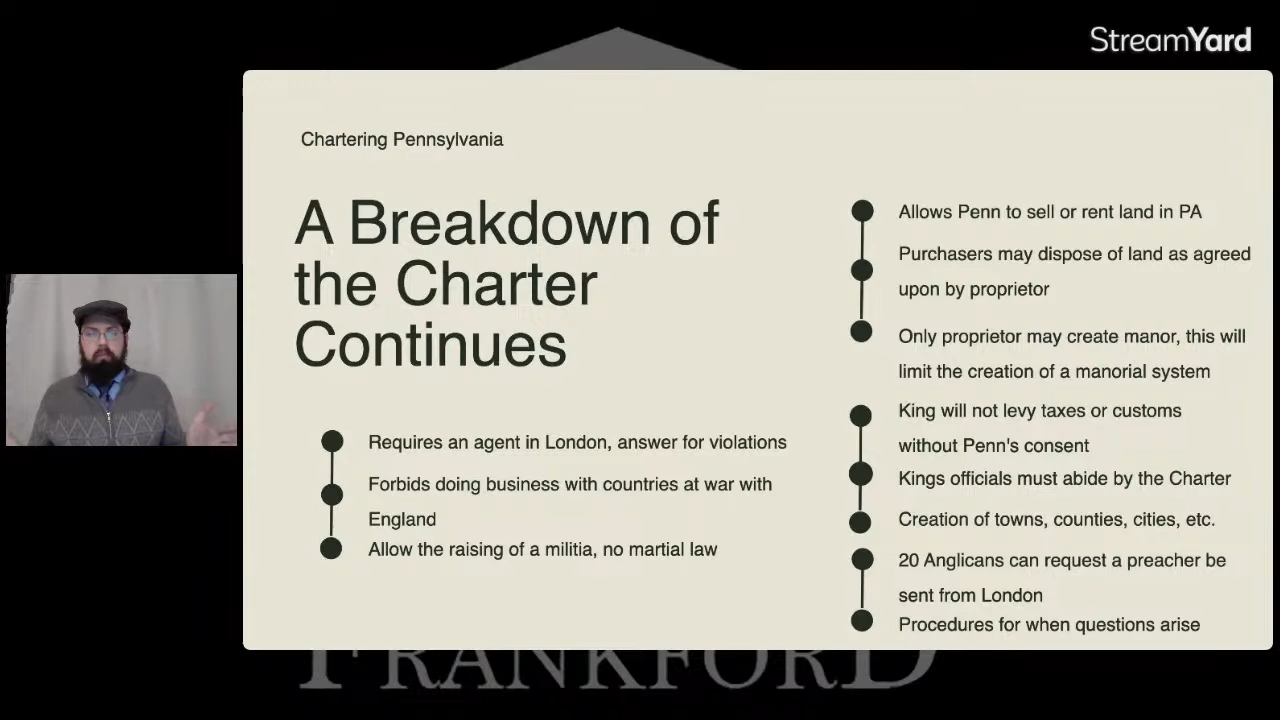 StreamYard
Chartering Pennsylvania
A Breakdown of
the Charter
Continues
Requires an agent in London, answer for violations
Forbids doing business with countries at war with
England
Allow the raising of a militia, no martial law
Allows Penn to sell or rent land in PA
Purchasers may dispose of land as agreed
upon by proprietor
Only proprietor may create manor, this will
limit the creation of a manorial system
King will not levy taxes or customs
without Penn's consent
Kings officials must abide by the Charter
Creation of towns, counties, cities, etc.
20 Anglicans can request a preacher be
sent from London
Procedures for when questions arise
FRANKFORD